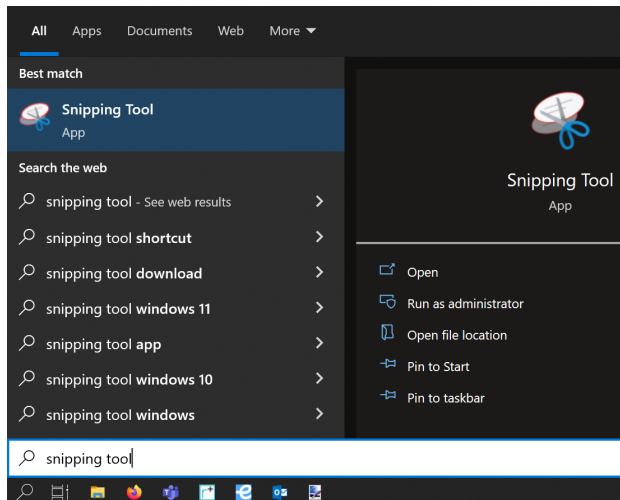 All Apps Documents Web More
Best match
Snipping Tool
App
Search the web
snipping tool - See web results
snipping tool shortcut
snipping tool download
snipping tool windows 11
snipping tool app
snipping tool windows 10
snipping tool windows
Snipping Tool
App
Open
Run as administrator
Open file location
Pin to Start
Pin to taskbar
snipping tool